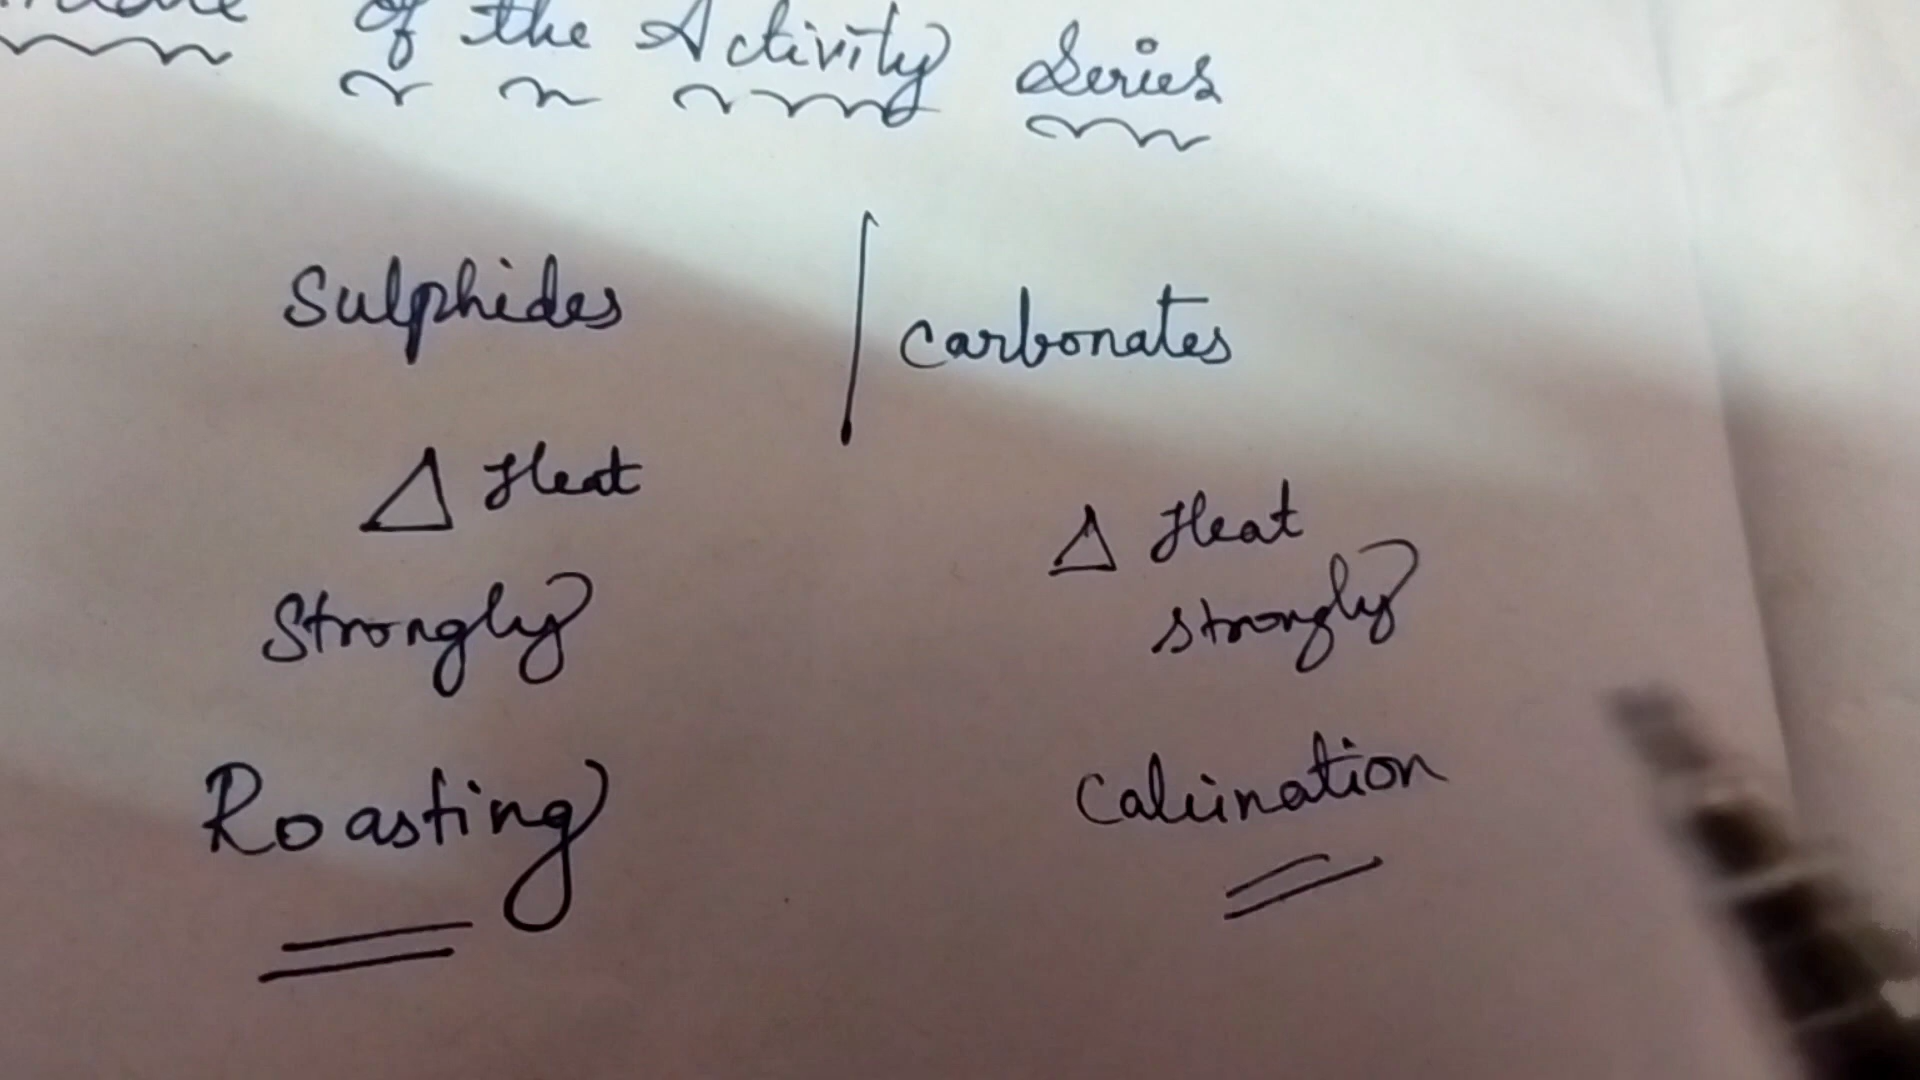 of the Activity Series
Sulphides
Carbonates
Δ Heat
Strongly
Δ Heat
strongly
Roasting
Calcination